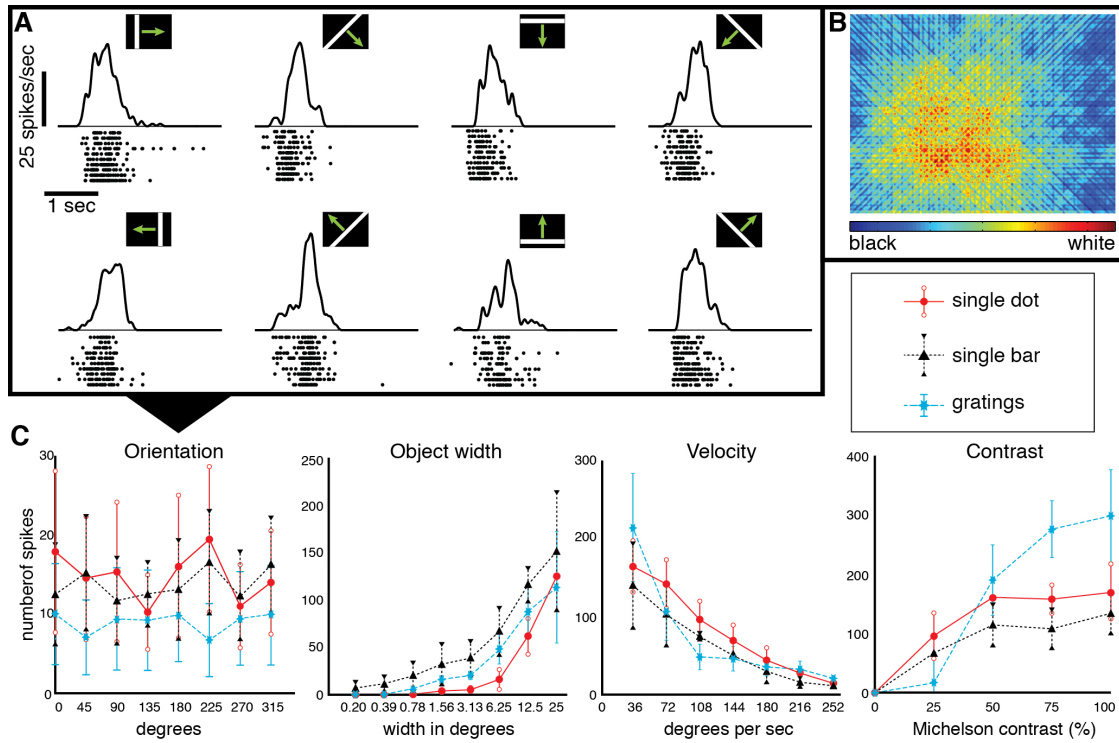 A
25 spikes/sec
1 sec
B
black white
single dot
single bar
gratings
C
Orientation
numberof spikes
30
20
10
0
0 45 90 135 180 225 270 315
degrees
Object width
250
200
150
100
50
0
0.20 0.39 0.78 1.56 3.13 6.25 12.5 25
width in degrees
Velocity
300
200
100
0
0 36 72 108 144 180 216 252
degrees per sec
Contrast
400
300
200
100
0
0 25 50 75 100
Michelson contrast (%)